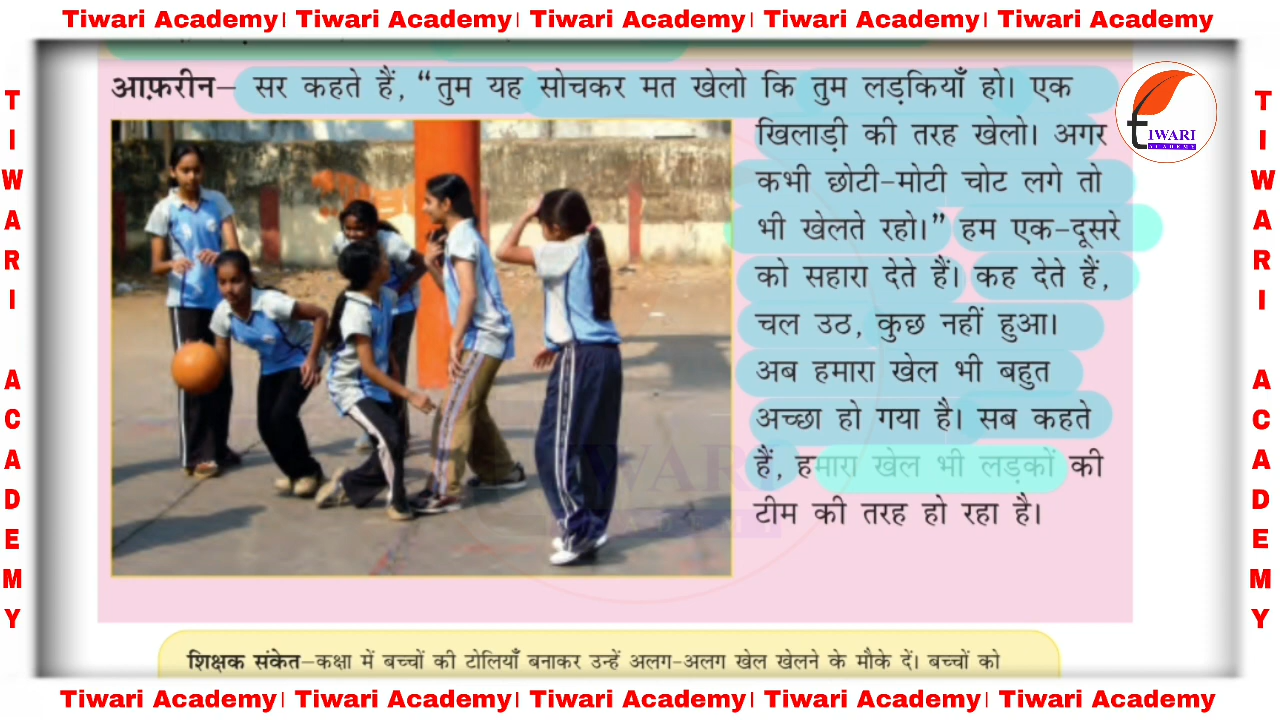 Tiwari Academy। Tiwari Academy। Tiwari Academy। Tiwari Academy। Tiwari Academy
आफ़रीन– सर कहते हैं, “तुम यह सोचकर मत खेलो कि तुम लड़कियाँ हो। एक
खिलाड़ी की तरह खेलो। अगर
कभी छोटी-मोटी चोट लगे तो
भी खेलते रहो।” हम एक-दूसरे
को सहारा देते हैं। कह देते हैं,
चल उठ, कुछ नहीं हुआ।
अब हमारा खेल भी बहुत
अच्छा हो गया है। सब कहते
हैं, हमारा खेल भी लड़कों की
टीम की तरह हो रहा है।
शिक्षक संकेत–कक्षा में बच्चों की टोलियाँ बनाकर उन्हें अलग-अलग खेल खेलने के मौके दें। बच्चों को
TIWARI ACADEMY
TIWARI ACADEMY
TIWARI
ACADEMY
TIWARI
Tiwari Academy। Tiwari Academy। Tiwari Academy। Tiwari Academy। Tiwari Academy